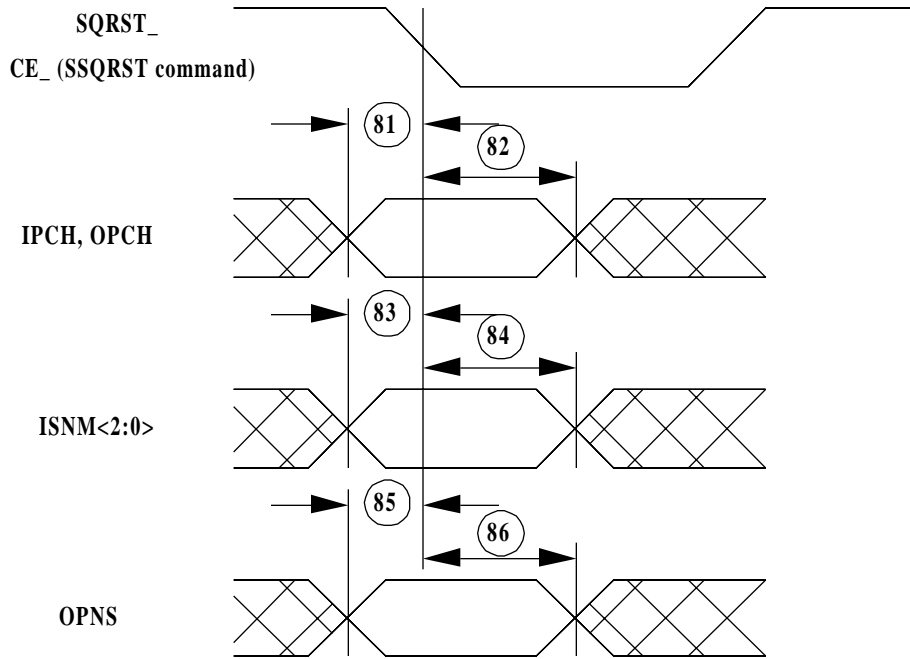 SQRST_
CE_ (SSQRST command)
81
82
IPCH, OPCH
83
84
ISNM<2:0>
85
86
OPNS